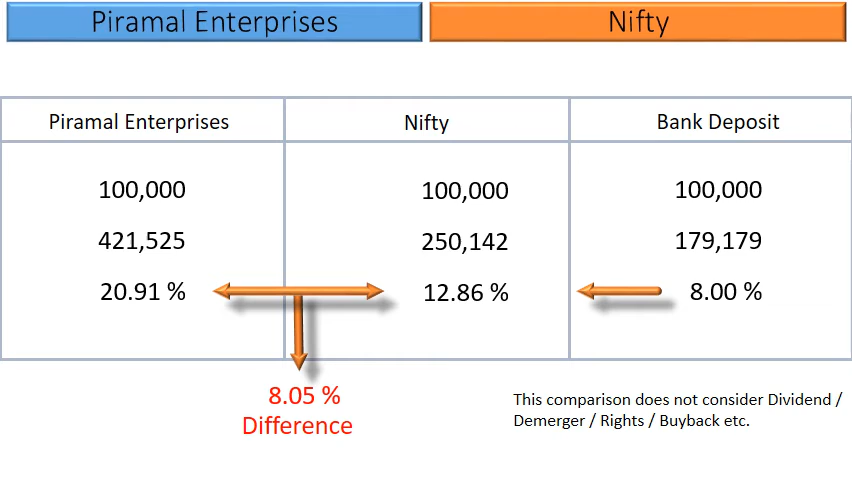 Piramal Enterprises
Nifty
Piramal Enterprises
Nifty
Bank Deposit
100,000
100,000
100,000
421,525
250,142
179,179
20.91 %
12.86 %
8.00 %
8.05 %
Difference
This comparison does not consider Dividend /
Demerger / Rights / Buyback etc.